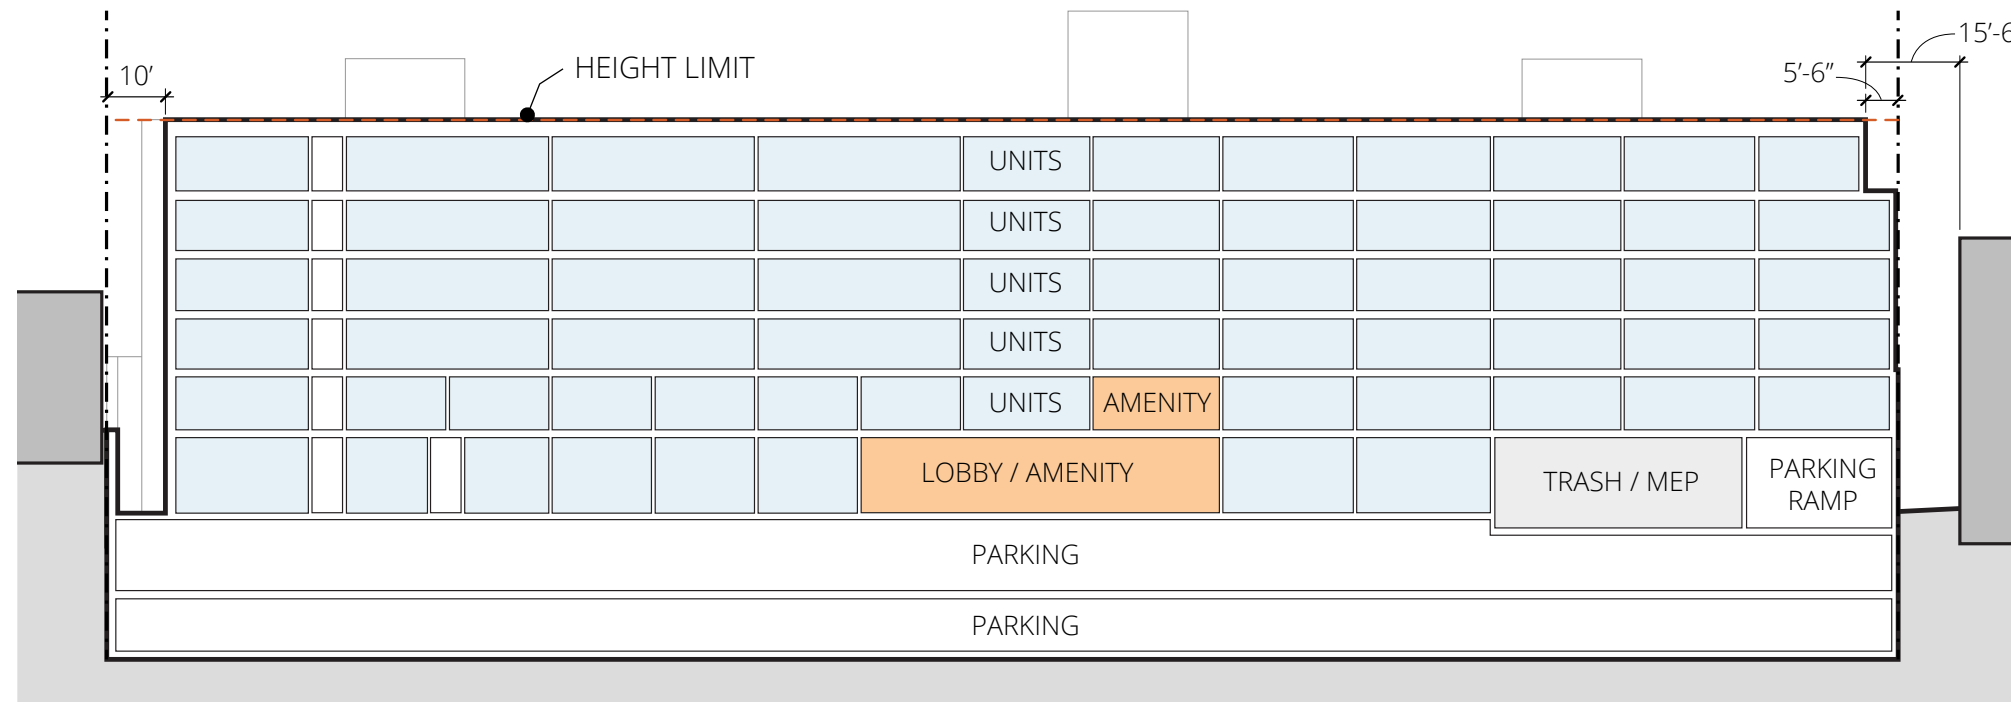 10’
HEIGHT LIMIT
15’-6
5’-6”
UNITS
UNITS
UNITS
UNITS
UNITS
AMENITY
LOBBY / AMENITY
TRASH / MEP
PARKING
RAMP
PARKING
PARKING